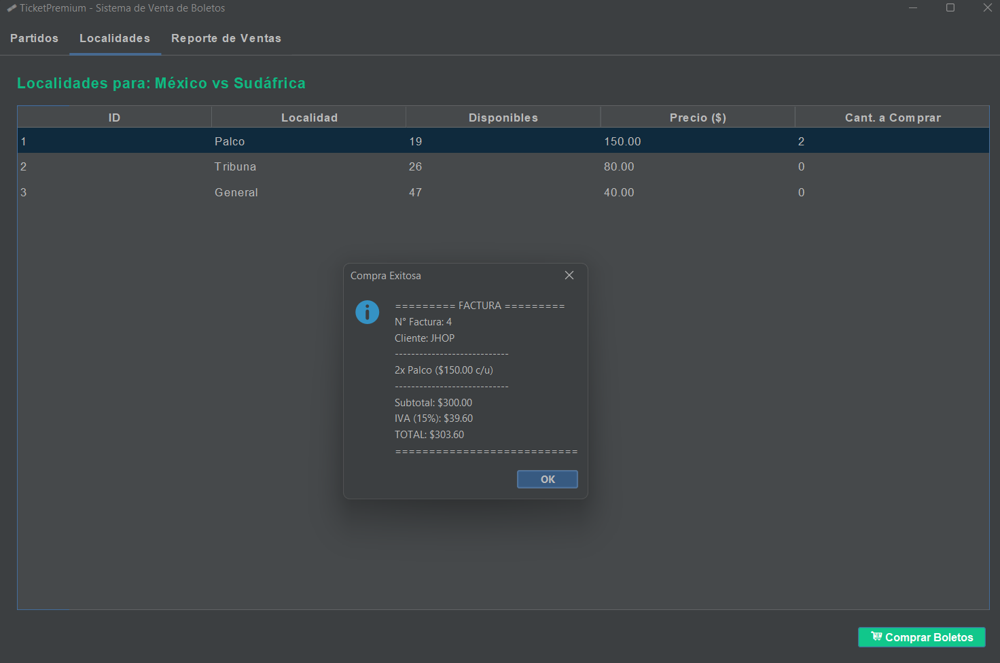 TicketPremium - Sistema de Venta de Boletos
Partidos Localidades Reporte de Ventas
Localidades para: México vs Sudáfrica
ID Localidad Disponibles Precio ($) Cant. a Comprar
1 Palco 19 150.00 2
2 Tribuna 26 80.00 0
3 General 47 40.00 0
Compra Exitosa
========= FACTURA =========
N° Factura: 4
Cliente: JHOP
----------------------------
2x Palco ($150.00 c/u)
----------------------------
Subtotal: $300.00
IVA (15%): $39.60
TOTAL: $303.60
===========================
OK
Comprar Boletos